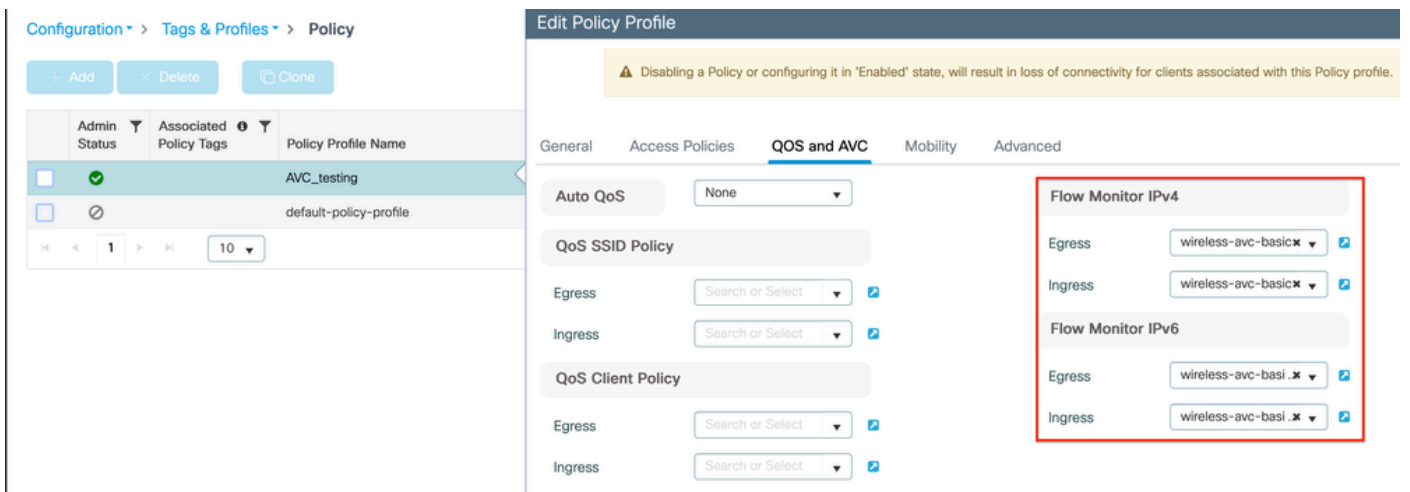 Configuration > Tags & Profiles > Policy
+ Add × Delete Clone
Admin Status Associated Policy Tags Policy Profile Name
AVC_testing
default-policy-profile
1 10
Edit Policy Profile
Disabling a Policy or configuring it in 'Enabled' state, will result in loss of connectivity for clients associated with this Policy profile.
General Access Policies QOS and AVC Mobility Advanced
Auto QoS None
QoS SSID Policy
Egress Search or Select
Ingress Search or Select
QoS Client Policy
Egress Search or Select
Ingress Search or Select
Flow Monitor IPv4
Egress wireless-avc-basic
Ingress wireless-avc-basic
Flow Monitor IPv6
Egress wireless-avc-basi ..
Ingress wireless-avc-basi ..